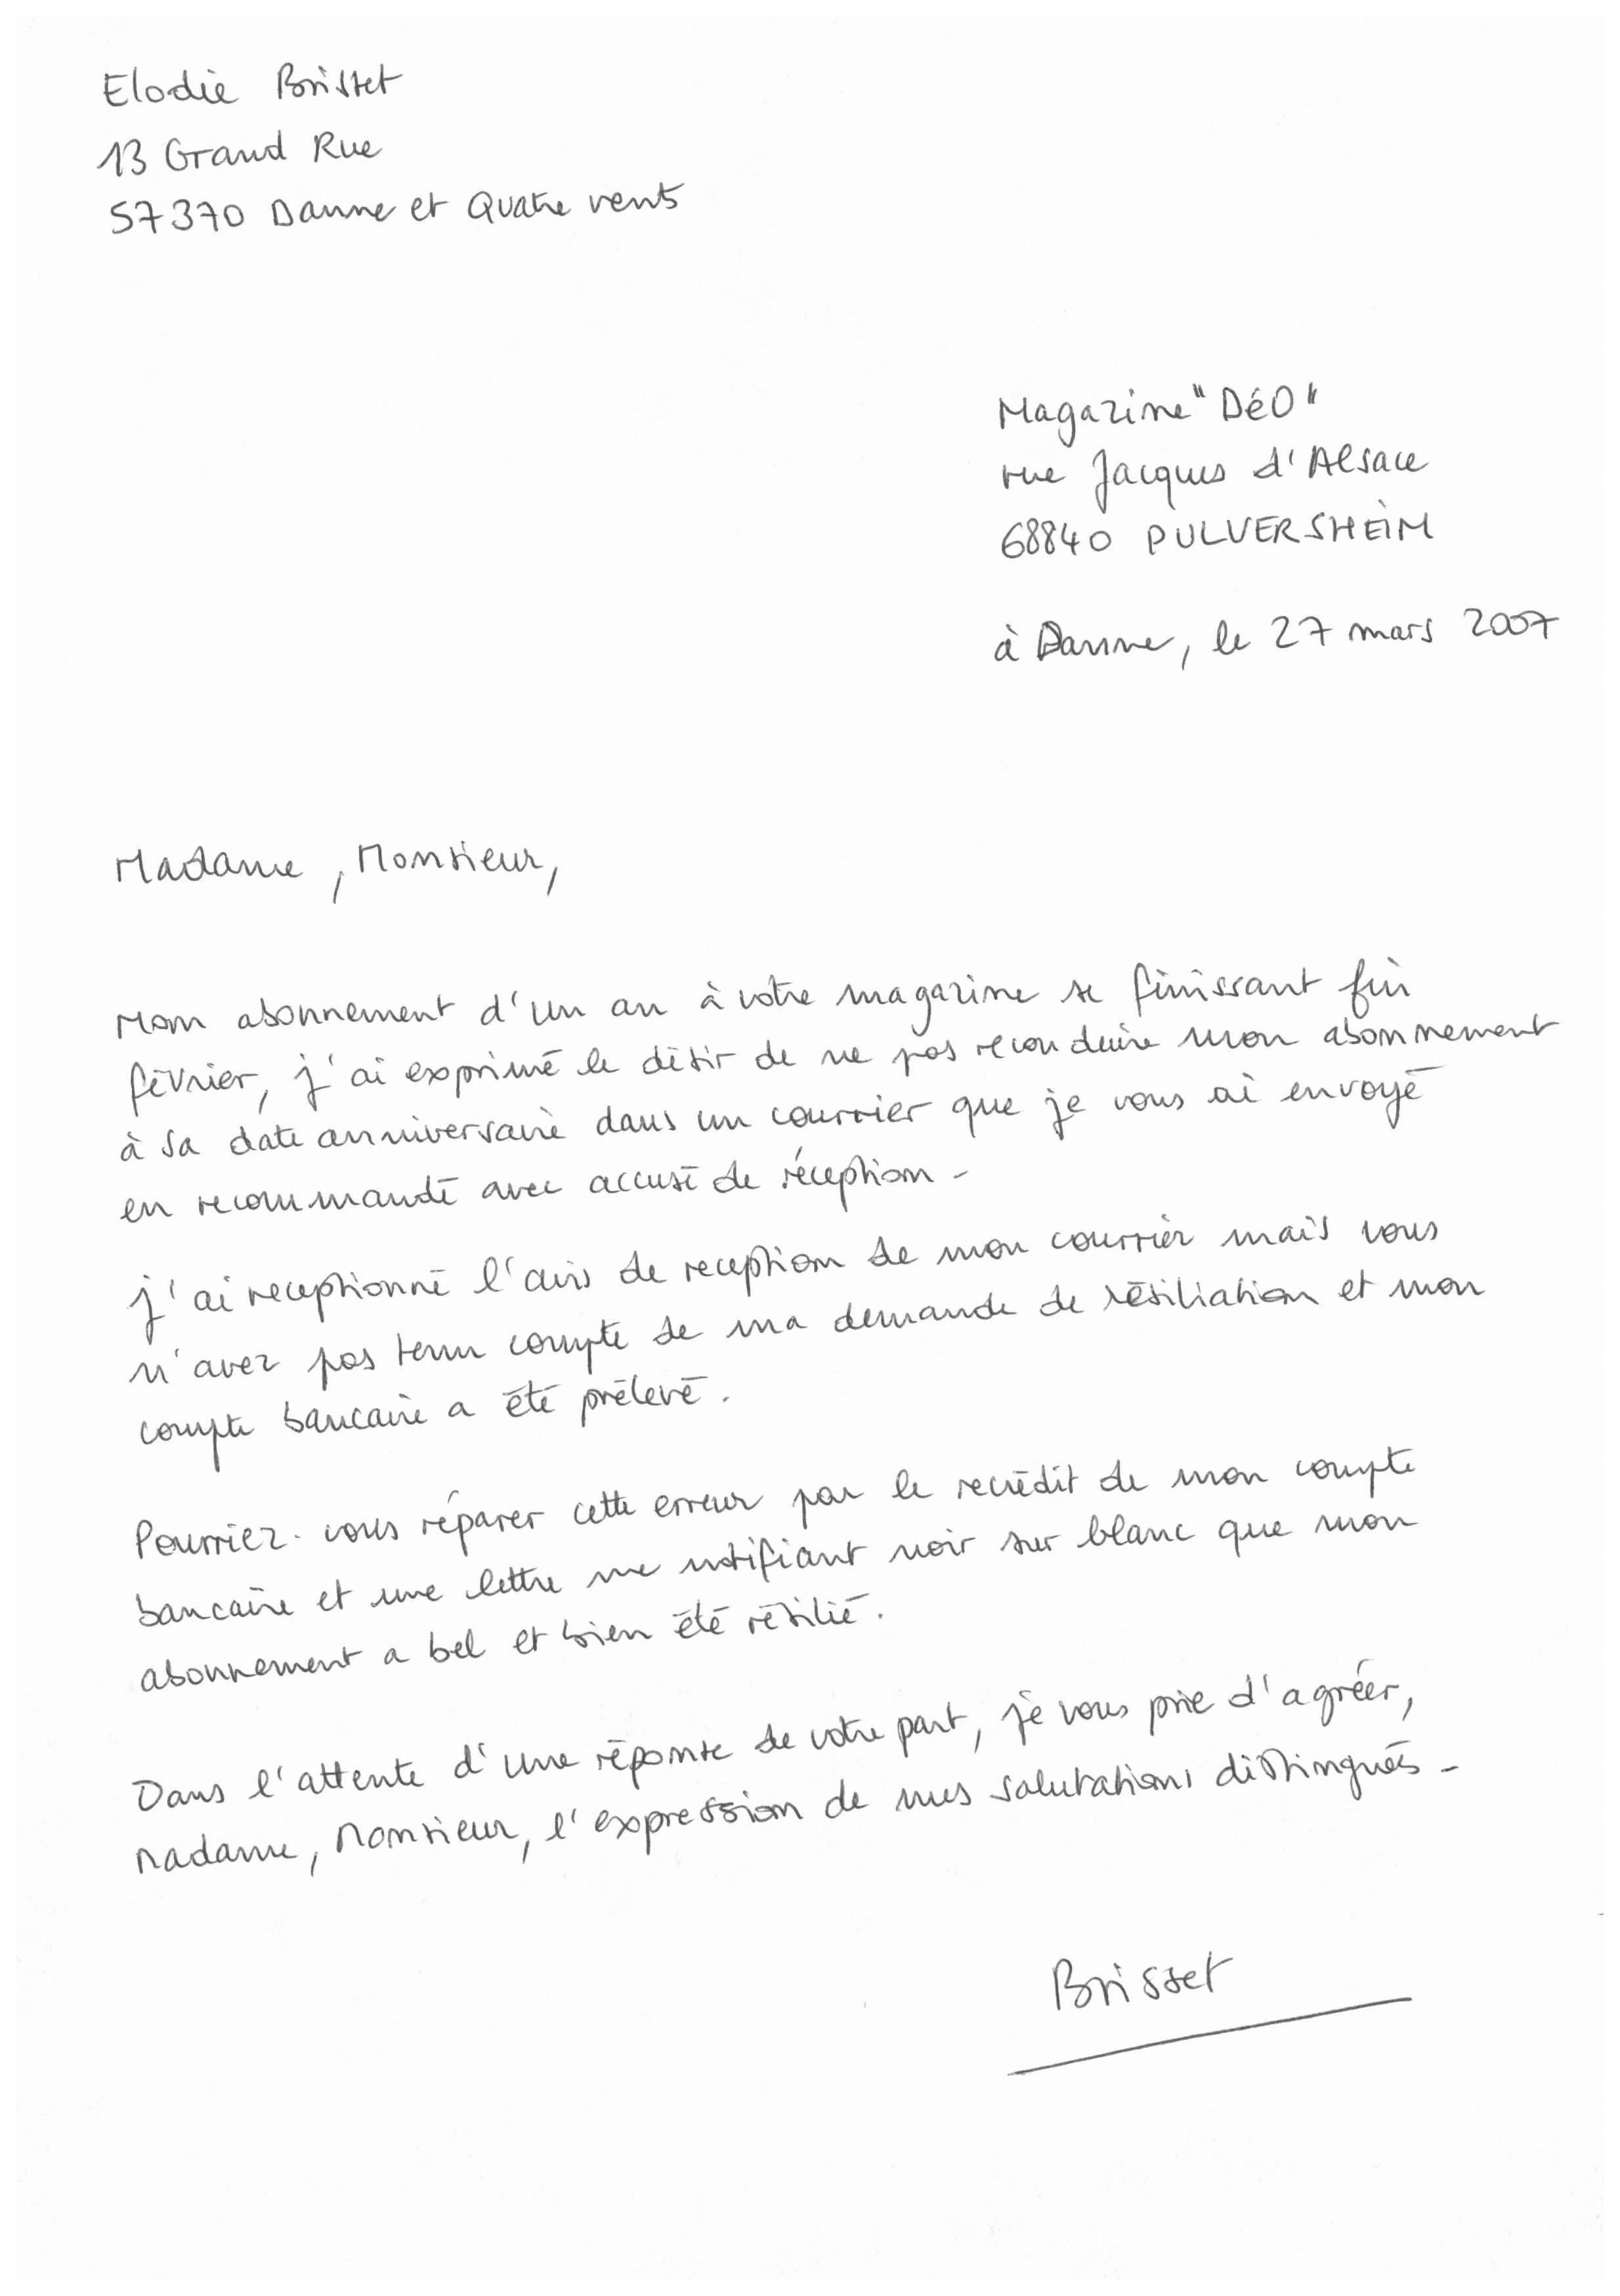 Elodie Brisset
13 Grand Rue
57370 Danne et Quatre vents
Magazine "DéO"
rue Jacques d'Alsace
68840 PULVERSHEIM
à Danne, le 27 mars 2007
Madame, Monsieur,
Mon abonnement d'un an à votre magazine se finissant fin
février, j'ai exprimé le désir de ne pas reconduire mon abonnement
à sa date anniversaire dans un courrier que je vous ai envoyé
en recommandé avec accusé de réception -
j'ai receptionné l'avis de reception de mon courrier mais vous
n'avez pas tenu compte de ma demande de résiliation et mon
compte bancaire a été prélevé.
Pourriez-vous réparer cette erreur par le recrédit de mon compte
bancaire et une lettre me notifiant noir sur blanc que mon
abonnement a bel et bien été résilié.
Dans l'attente d'une réponse de votre part, je vous prie d'agréer,
Madame, Monsieur, l'expression de mes salutations distinguées -
Brisset